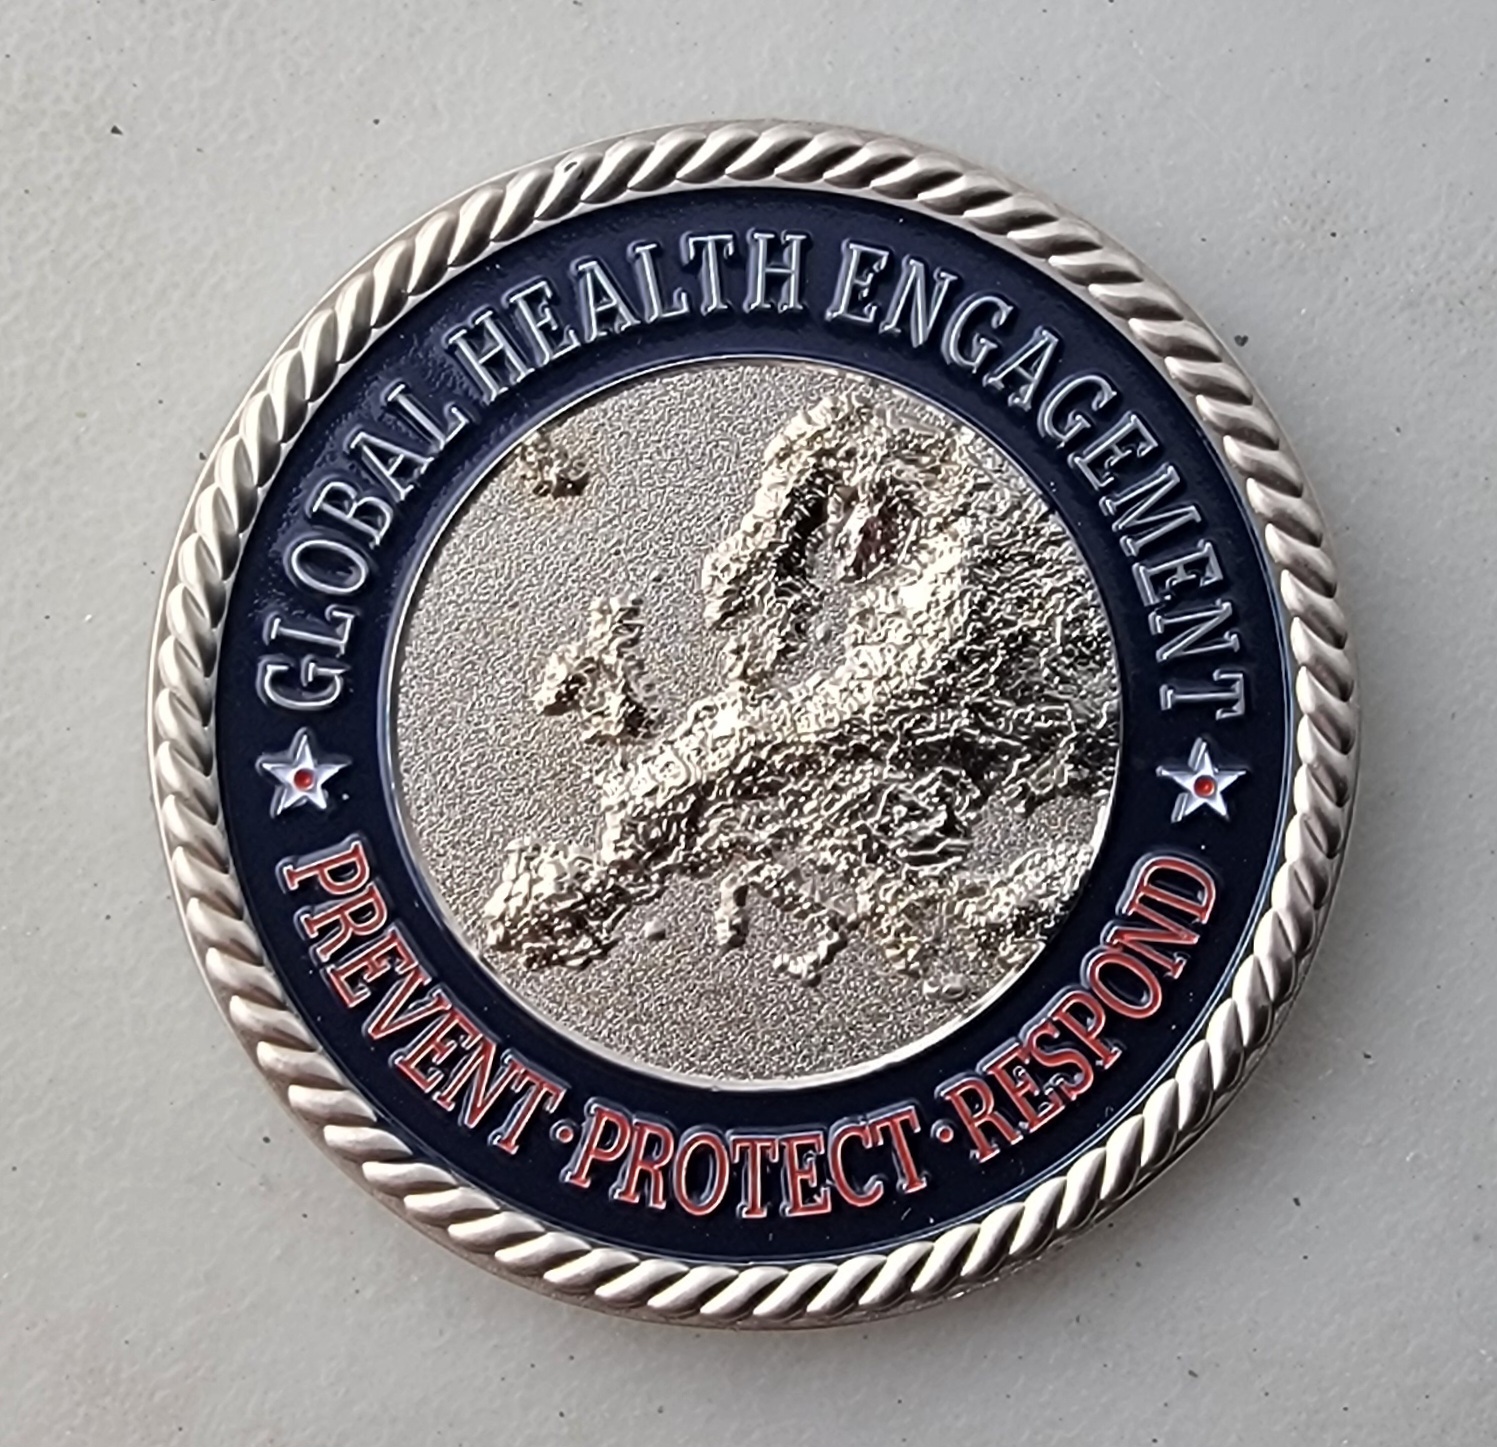 GLOBAL HEALTH ENGAGEMENT
PREVENT · PROTECT · RESPOND